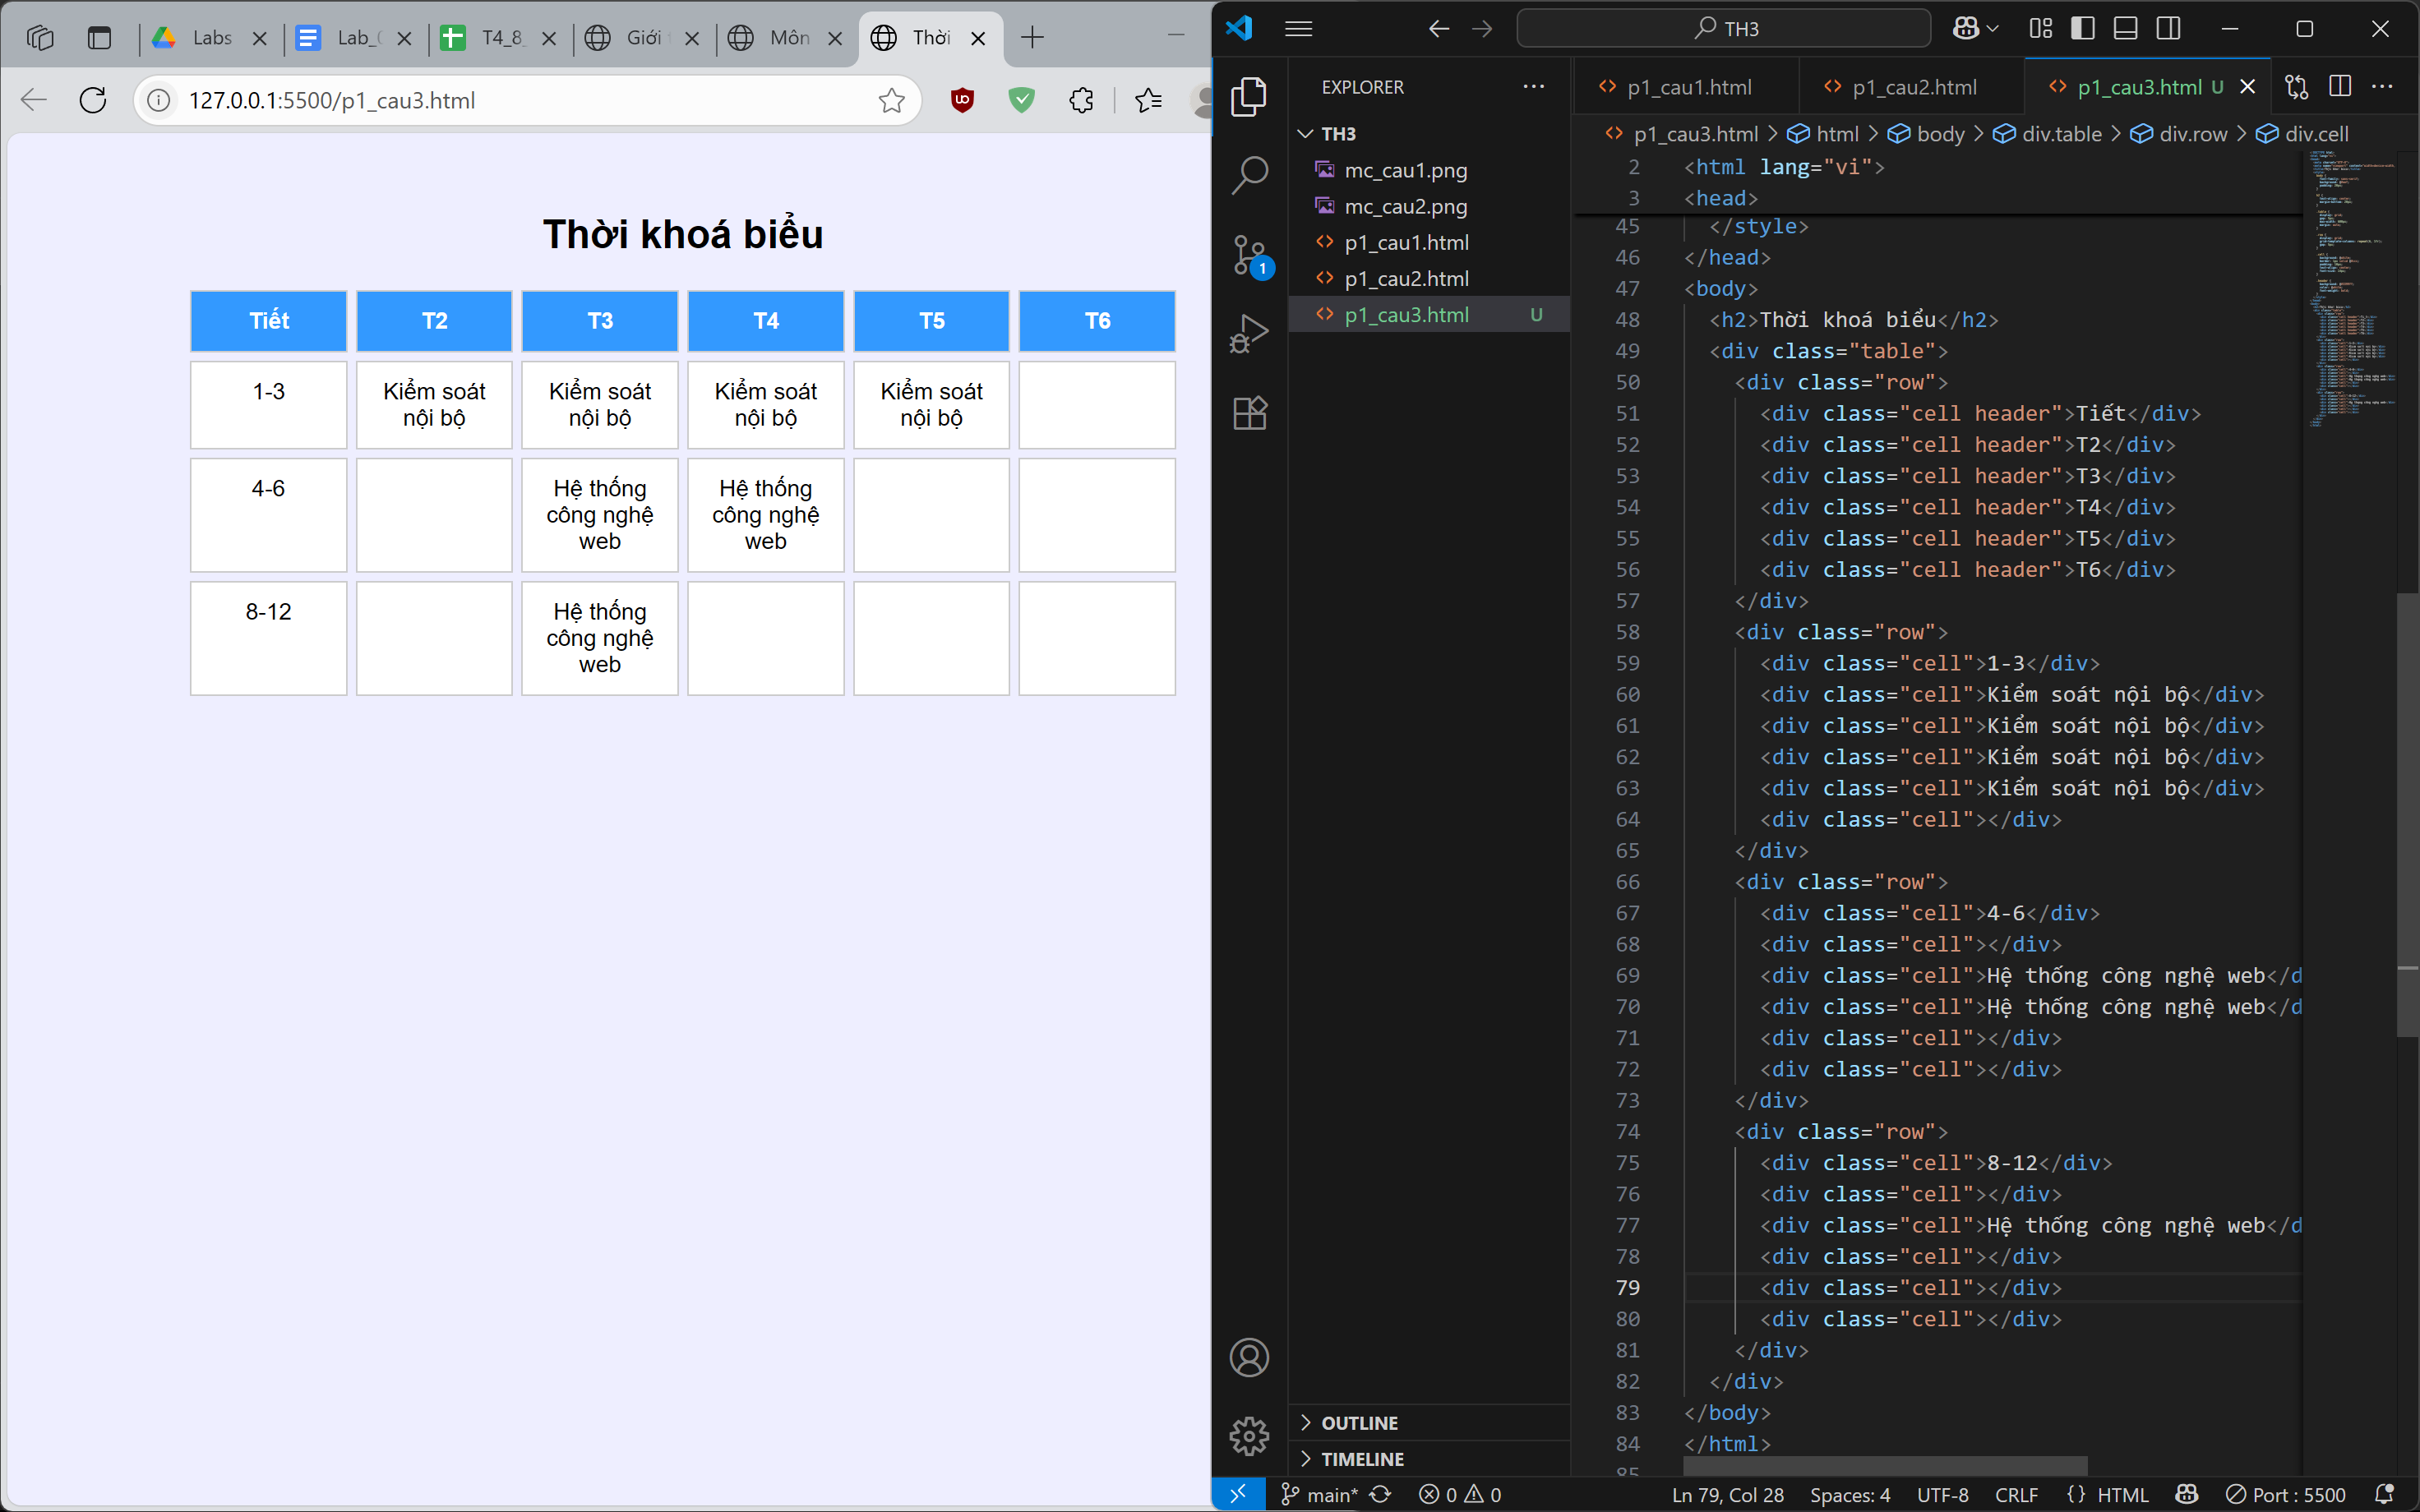 Labs
Lab_
T4_8_
Giới
Môn
Thời
127.0.0.1:5500/p1_cau3.html
Thời khoá biểu
Tiết
T2
T3
T4
T5
T6
1-3
Kiểm soát
nội bộ
Kiểm soát
nội bộ
Kiểm soát
nội bộ
Kiểm soát
nội bộ
4-6
Hệ thống
công nghệ
web
Hệ thống
công nghệ
web
8-12
Hệ thống
công nghệ
web
TH3
EXPLORER
TH3
mc_cau1.png
mc_cau2.png
p1_cau1.html
p1_cau2.html
p1_cau3.html U
1
OUTLINE
TIMELINE
p1_cau1.html
p1_cau2.html
p1_cau3.html U
p1_cau3.html > html > body > div.table > div.row > div.cell
2 <html lang="vi">
3 <head>
45 </style>
46 </head>
47 <body>
48 <h2>Thời khoá biểu</h2>
49 <div class="table">
50 <div class="row">
51 <div class="cell header">Tiết</div>
52 <div class="cell header">T2</div>
53 <div class="cell header">T3</div>
54 <div class="cell header">T4</div>
55 <div class="cell header">T5</div>
56 <div class="cell header">T6</div>
57 </div>
58 <div class="row">
59 <div class="cell">1-3</div>
60 <div class="cell">Kiểm soát nội bộ</div>
61 <div class="cell">Kiểm soát nội bộ</div>
62 <div class="cell">Kiểm soát nội bộ</div>
63 <div class="cell">Kiểm soát nội bộ</div>
64 <div class="cell"></div>
65 </div>
66 <div class="row">
67 <div class="cell">4-6</div>
68 <div class="cell"></div>
69 <div class="cell">Hệ thống công nghệ web</d
70 <div class="cell">Hệ thống công nghệ web</d
71 <div class="cell"></div>
72 <div class="cell"></div>
73 </div>
74 <div class="row">
75 <div class="cell">8-12</div>
76 <div class="cell"></div>
77 <div class="cell">Hệ thống công nghệ web</d
78 <div class="cell"></div>
79 <div class="cell"></div>
80 <div class="cell"></div>
81 </div>
82 </div>
83 </body>
84 </html>
85
main* 0 0
Ln 79, Col 28 Spaces: 4 UTF-8 CRLF {} HTML Port : 5500